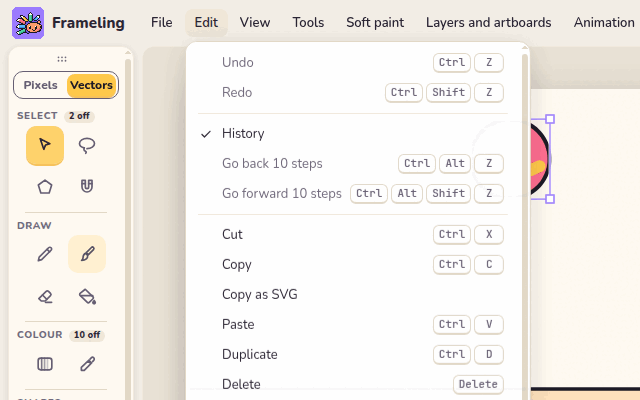 Frameling File Edit View Tools Soft paint Layers and artboards Animation
Pixels Vectors
SELECT 2 off
DRAW
COLOUR 10 off
Undo Ctrl Z
Redo Ctrl Shift Z
History
Go back 10 steps Ctrl Alt Z
Go forward 10 steps Ctrl Alt Shift Z
Cut Ctrl X
Copy Ctrl C
Copy as SVG
Paste Ctrl V
Duplicate Ctrl D
Delete Delete